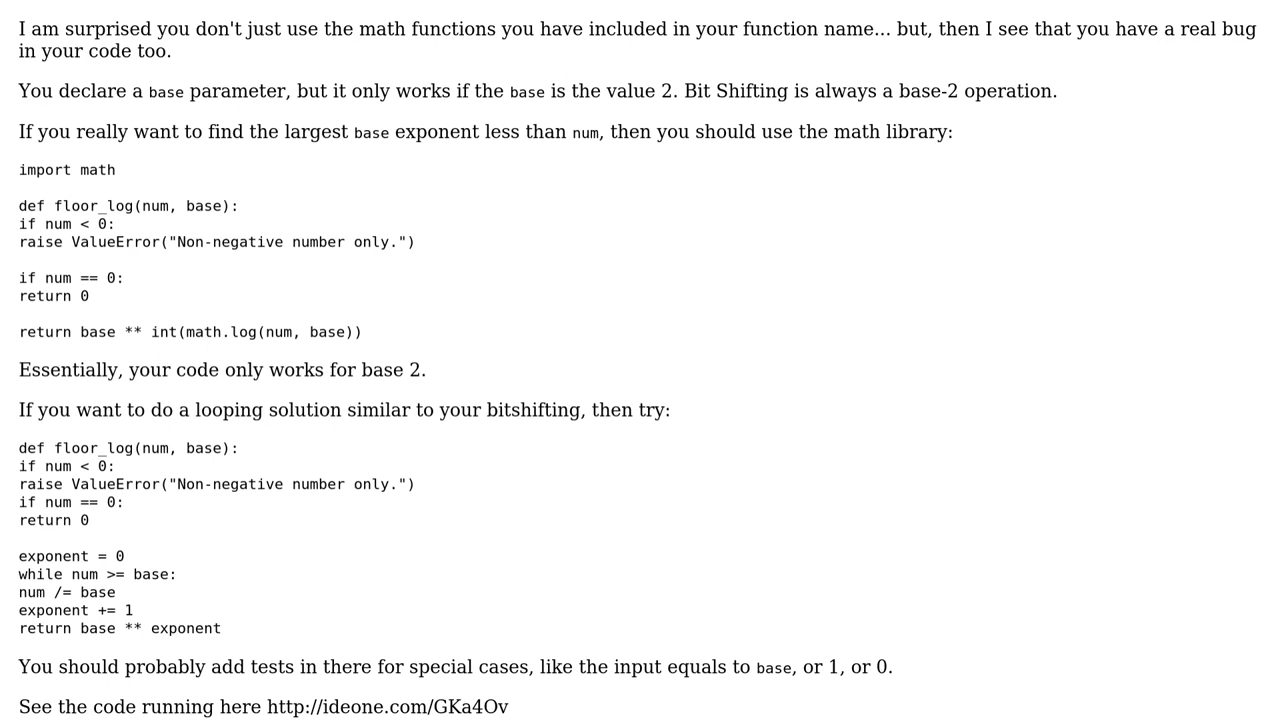 I am surprised you don't just use the math functions you have included in your function name... but, then I see that you have a real bug
in your code too.
You declare a base parameter, but it only works if the base is the value 2. Bit Shifting is always a base-2 operation.
If you really want to find the largest base exponent less than num, then you should use the math library:
import math
def floor_log(num, base):
if num < 0:
raise ValueError("Non-negative number only.")
if num == 0:
return 0
return base ** int(math.log(num, base))
Essentially, your code only works for base 2.
If you want to do a looping solution similar to your bitshifting, then try:
def floor_log(num, base):
if num < 0:
raise ValueError("Non-negative number only.")
if num == 0:
return 0
exponent = 0
while num >= base:
num /= base
exponent += 1
return base ** exponent
You should probably add tests in there for special cases, like the input equals to base, or 1, or 0.
See the code running here http://ideone.com/GKa4Ov